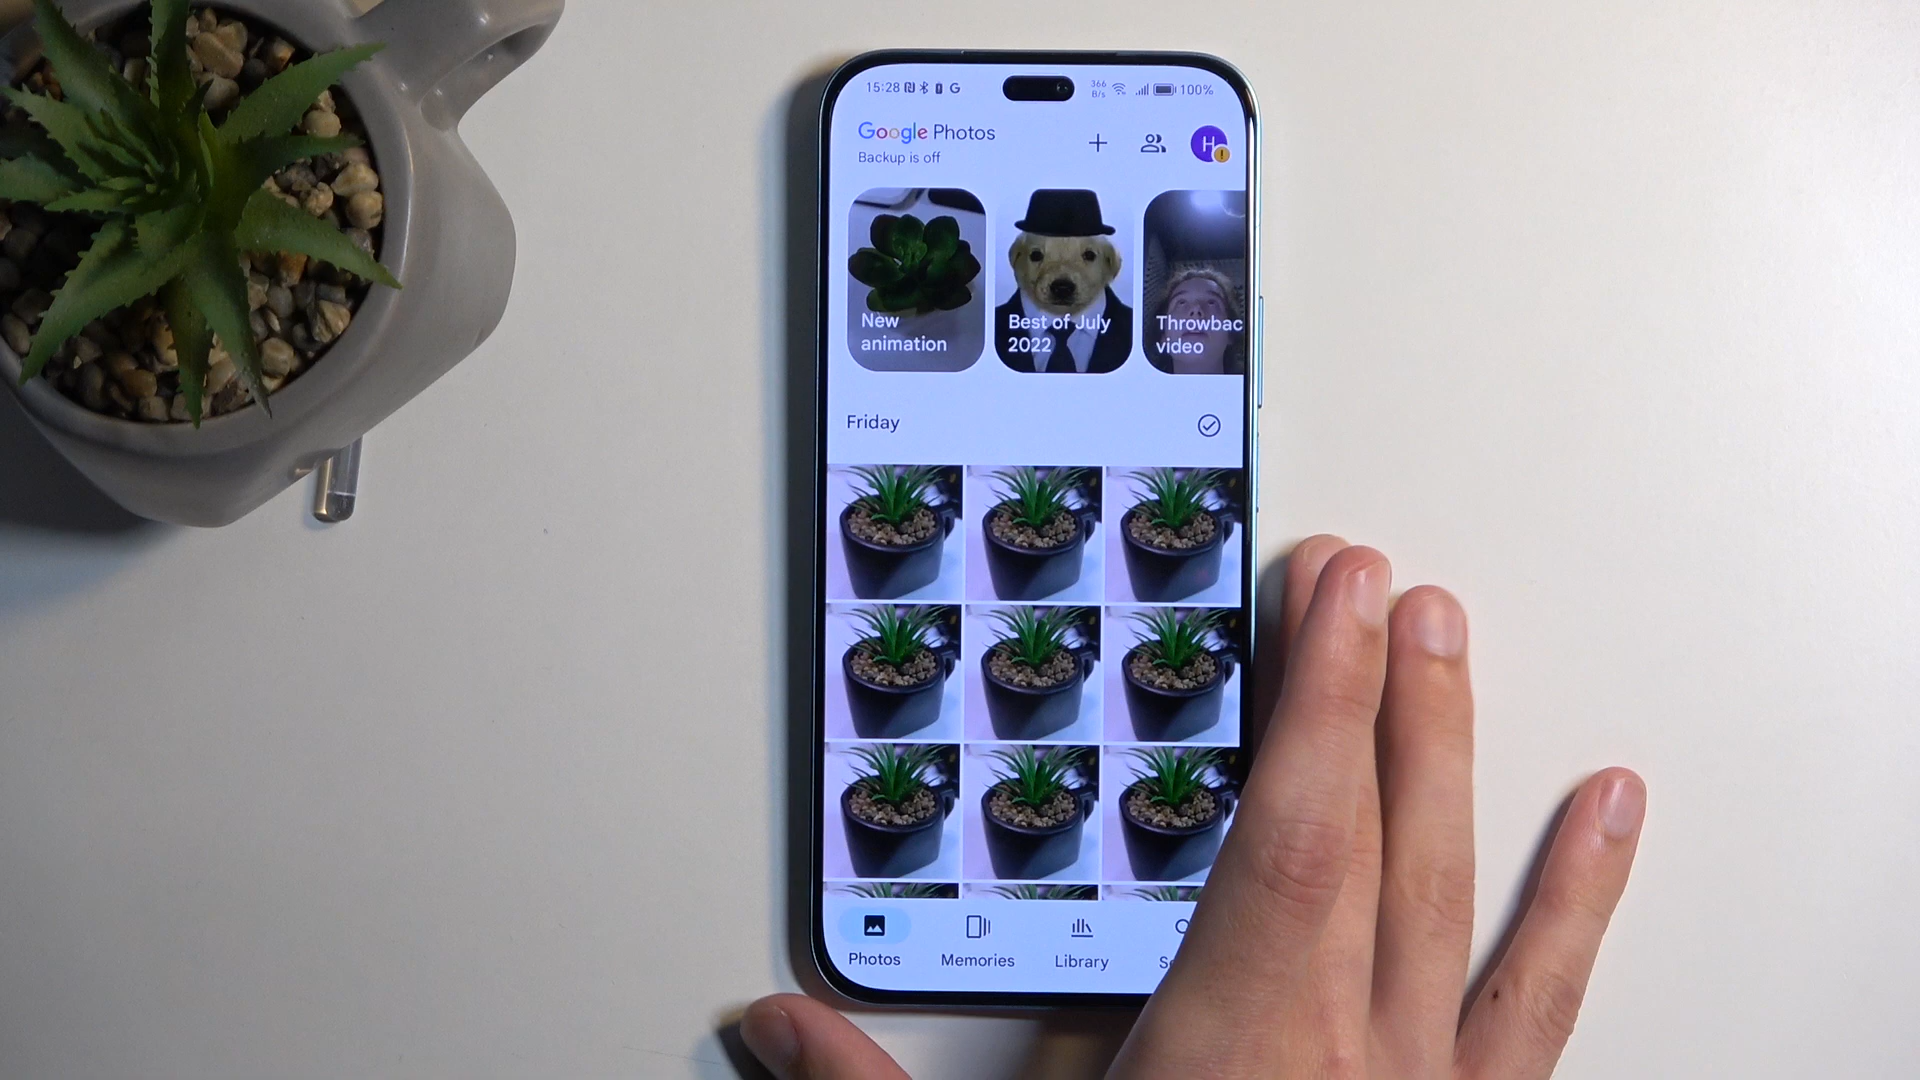 15:28
366
B/s
100%
Google Photos
Backup is off
H
New
animation
Best of July
2022
Throwbac
video
Friday
Photos
Memories
Library